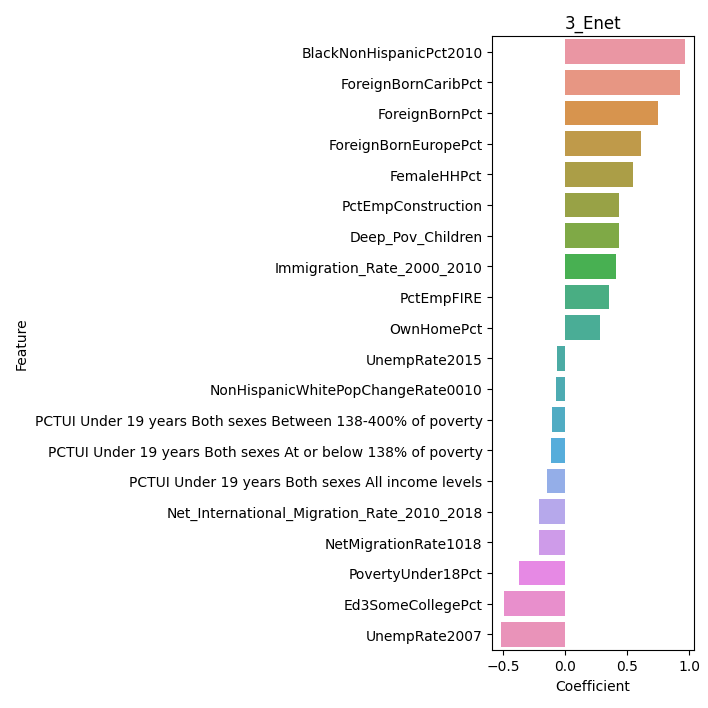 3_Enet
BlackNonHispanicPct2010
ForeignBornCaribPct
ForeignBornPct
ForeignBornEuropePct
FemaleHHPct
PctEmpConstruction
Deep_Pov_Children
Immigration_Rate_2000_2010
PctEmpFIRE
OwnHomePct
UnempRate2015
NonHispanicWhitePopChangeRate0010
PCTUI Under 19 years Both sexes Between 138-400% of poverty
PCTUI Under 19 years Both sexes At or below 138% of poverty
PCTUI Under 19 years Both sexes All income levels
Net_International_Migration_Rate_2010_2018
NetMigrationRate1018
PovertyUnder18Pct
Ed3SomeCollegePct
UnempRate2007
Feature
−0.5 0.0 0.5 1.0
Coefficient